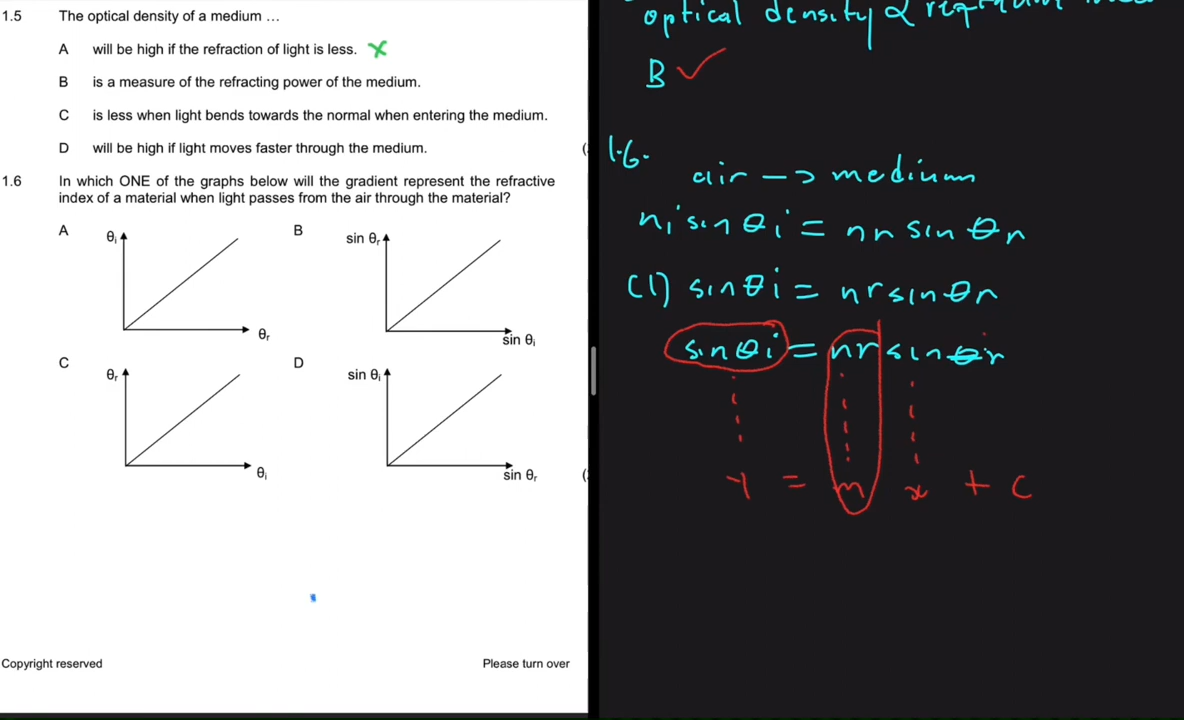 1.5 The optical density of a medium …
A will be high if the refraction of light is less. X
B is a measure of the refracting power of the medium.
C is less when light bends towards the normal when entering the medium.
D will be high if light moves faster through the medium. (
1.6 In which ONE of the graphs below will the gradient represent the refractive
index of a material when light passes from the air through the material?
A θi θr
B sin θr sin θi
C θr θi
D sin θi sin θr (
Copyright reserved Please turn over
optical density α
B ✓
1.6.
air -> medium
ni sin θi = nr sin θr
(1) sin θi = nr sin θr
sin θi = nr sin θr
y = m x + c